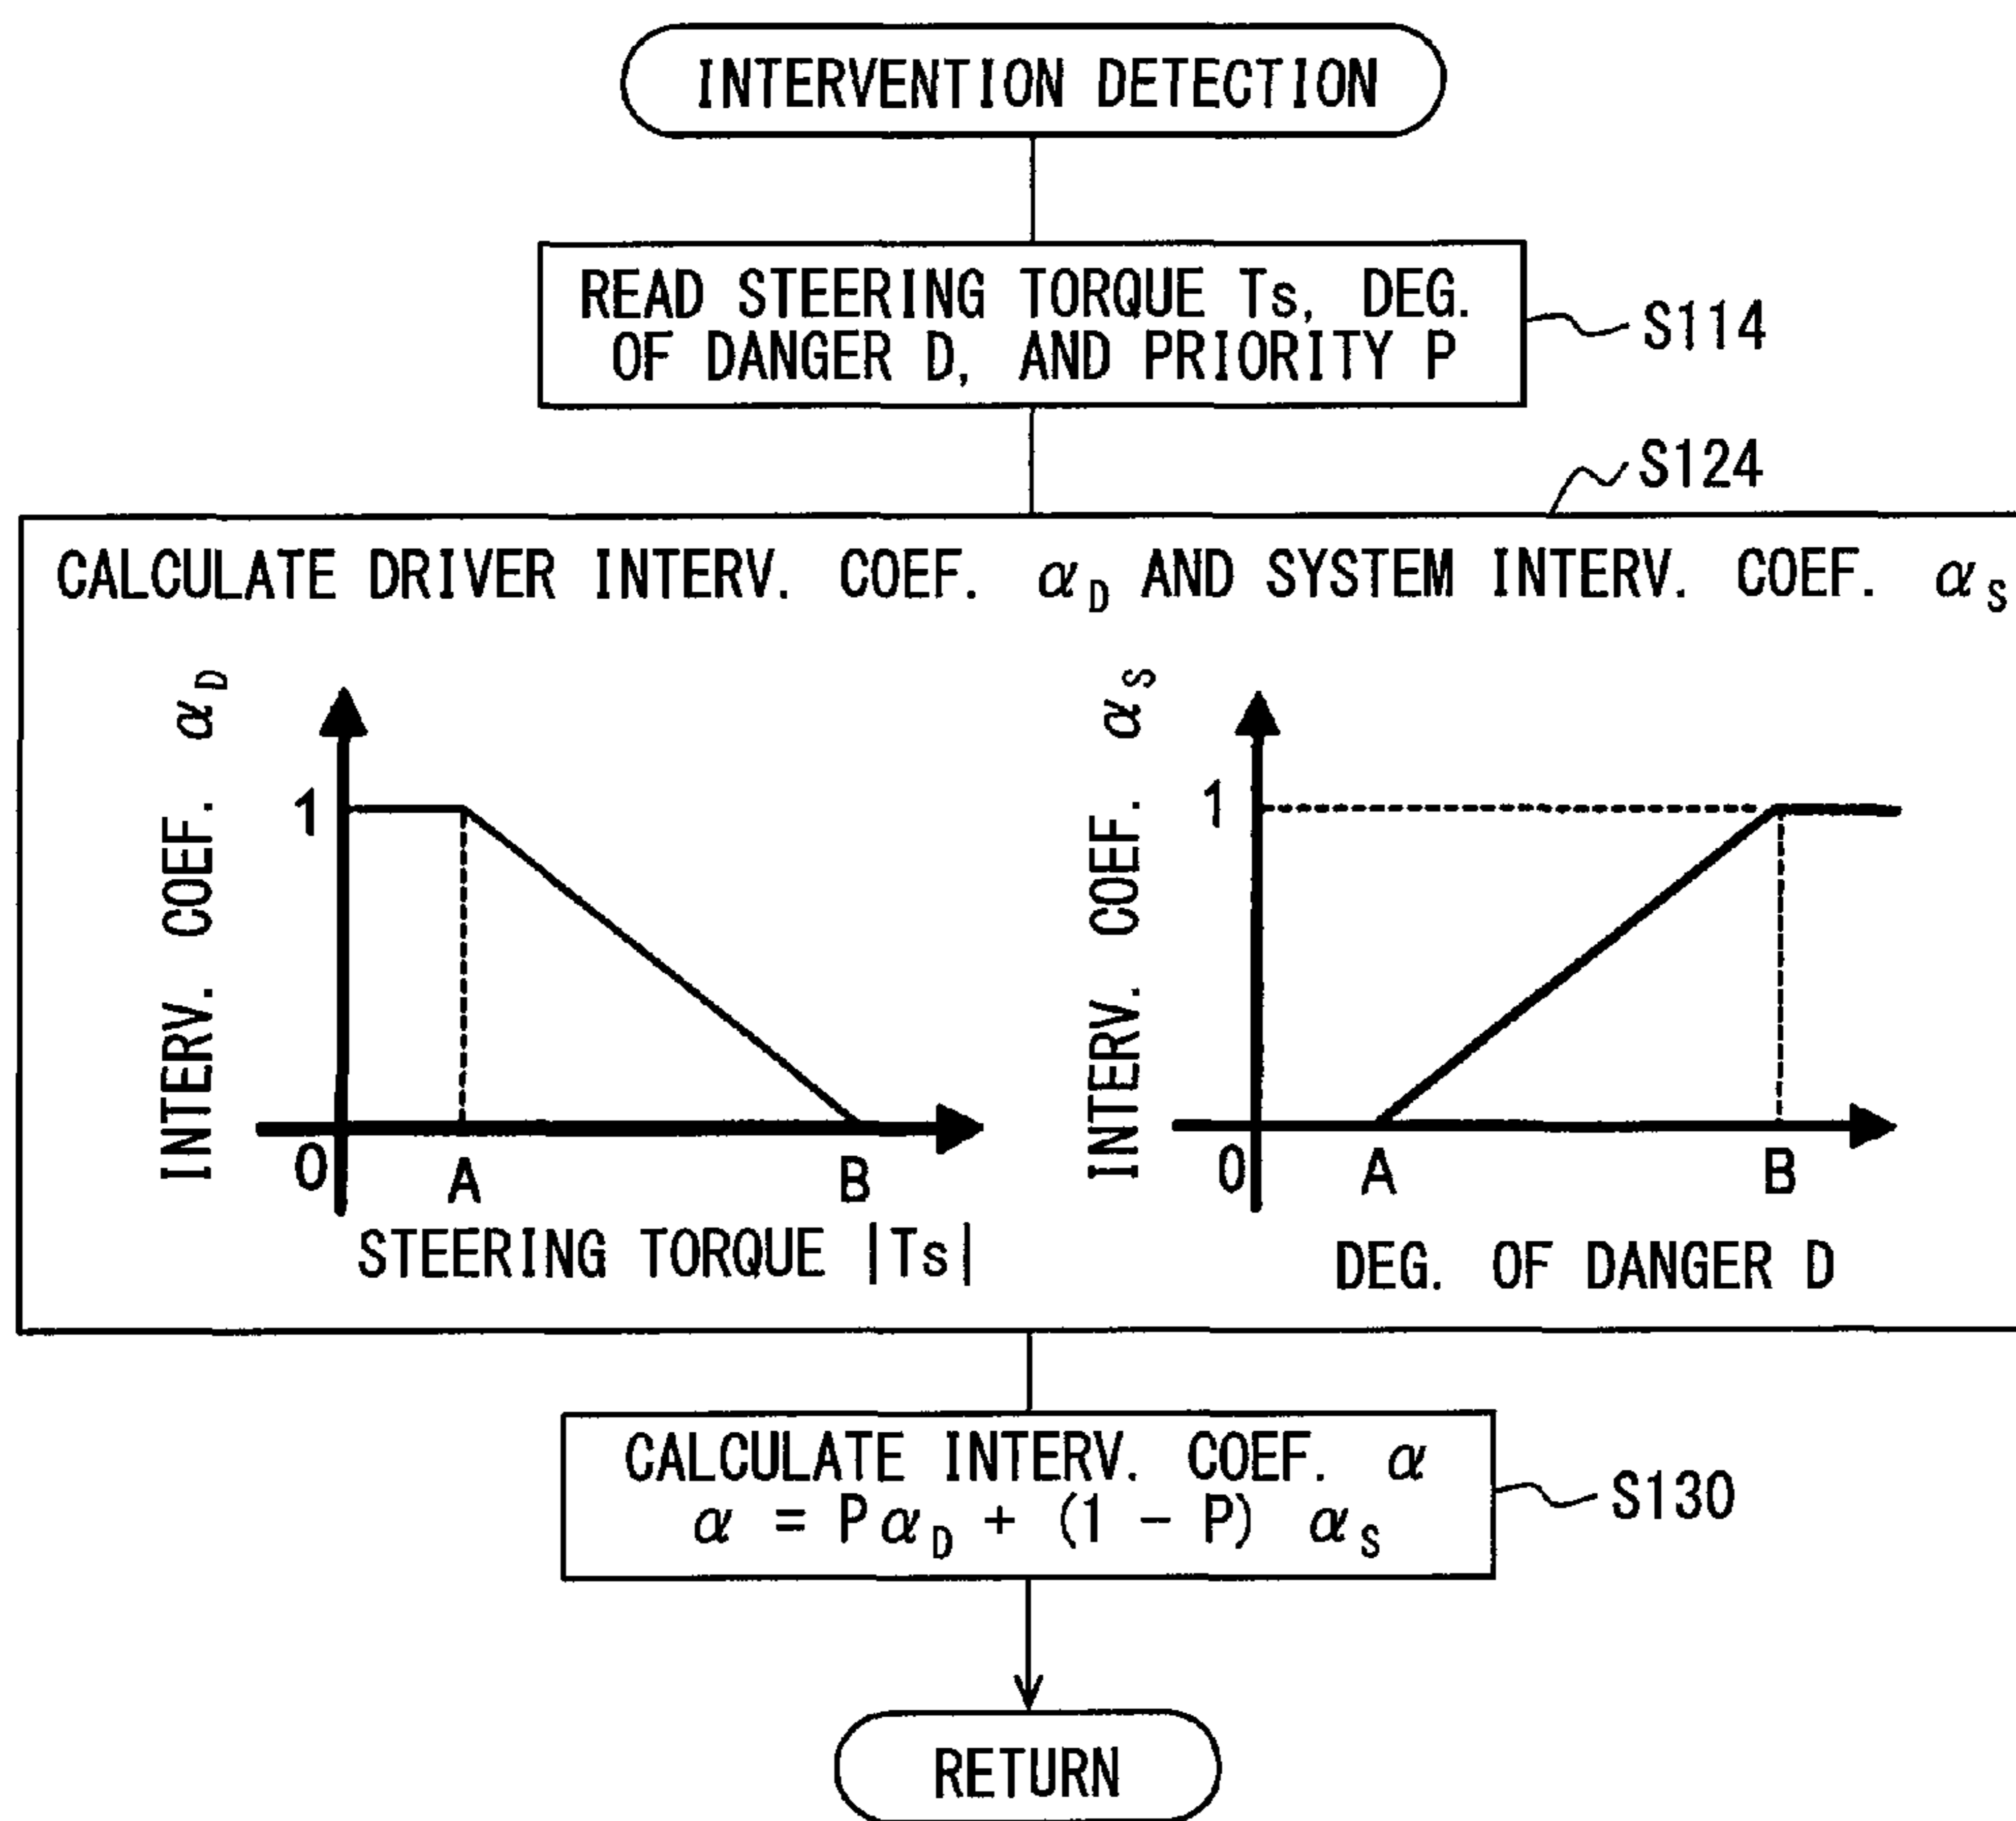 INTERVENTION DETECTION
READ STEERING TORQUE Ts, DEG.
OF DANGER D, AND PRIORITY P
S114
S124
CALCULATE DRIVER INTERV. COEF. αD AND SYSTEM INTERV. COEF. αS
INTERV. COEF. αD
1
0
A
B
STEERING TORQUE |Ts|
INTERV. COEF. αS
1
0
A
B
DEG. OF DANGER D
CALCULATE INTERV. COEF. α
α = PαD + (1 - P) αS
S130
RETURN